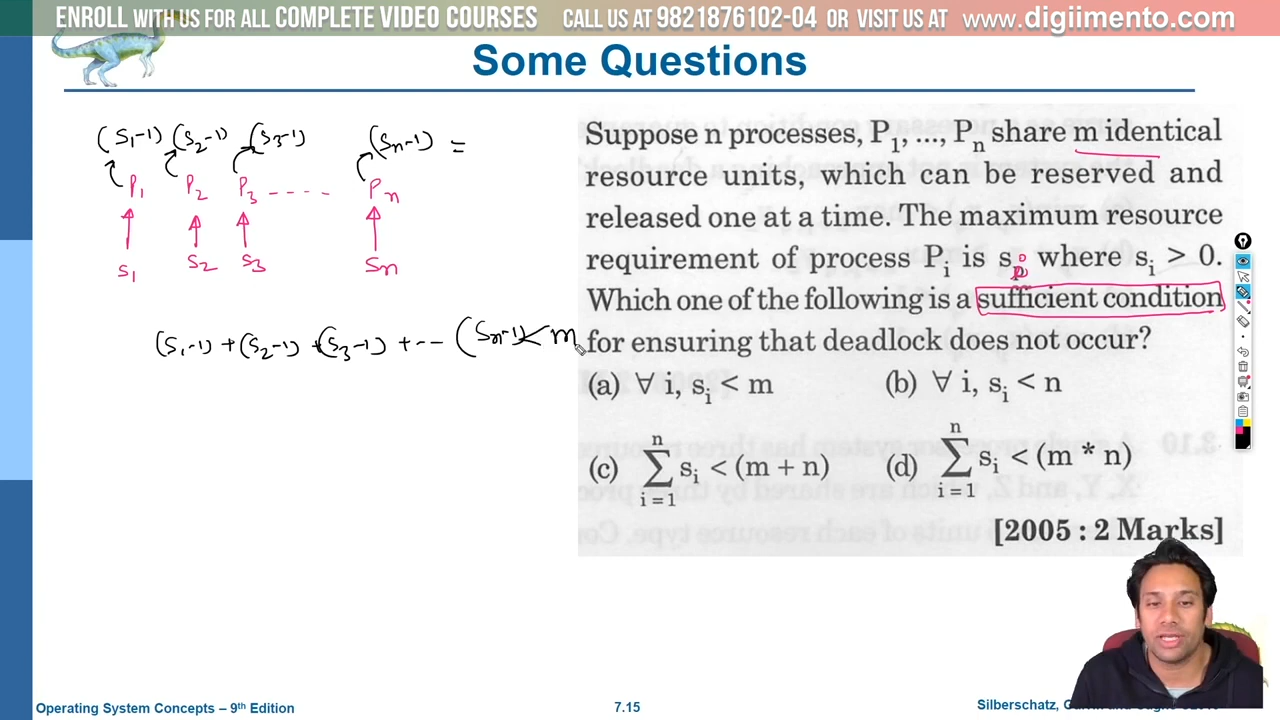 ENROLL WITH US FOR ALL COMPLETE VIDEO COURSES CALL US AT 9821876102-04 OR VISIT US AT www.digiimento.com
Some Questions
(S₁-1) (S₂-1) (S₃-1) (Sₙ-1) =
P₁ P₂ P₃ - - - - Pₙ
S₁ S₂ S₃ Sₙ
(S₁-1) + (S₂-1) + (S₃-1) + -- (Sₙ-1) < m
Suppose n processes, P₁, ..., Pₙ share m identical
resource units, which can be reserved and
released one at a time. The maximum resource
requirement of process Pᵢ is sᵢ where sᵢ > 0.
Which one of the following is a sufficient condition
for ensuring that deadlock does not occur?
(a) ∀ i, sᵢ < m (b) ∀ i, sᵢ < n
(c) n∑i = 1 sᵢ < (m + n) (d) n∑i = 1 sᵢ < (m * n)
[2005 : 2 Marks]
Operating System Concepts – 9th Edition 7.15 Silberschatz,